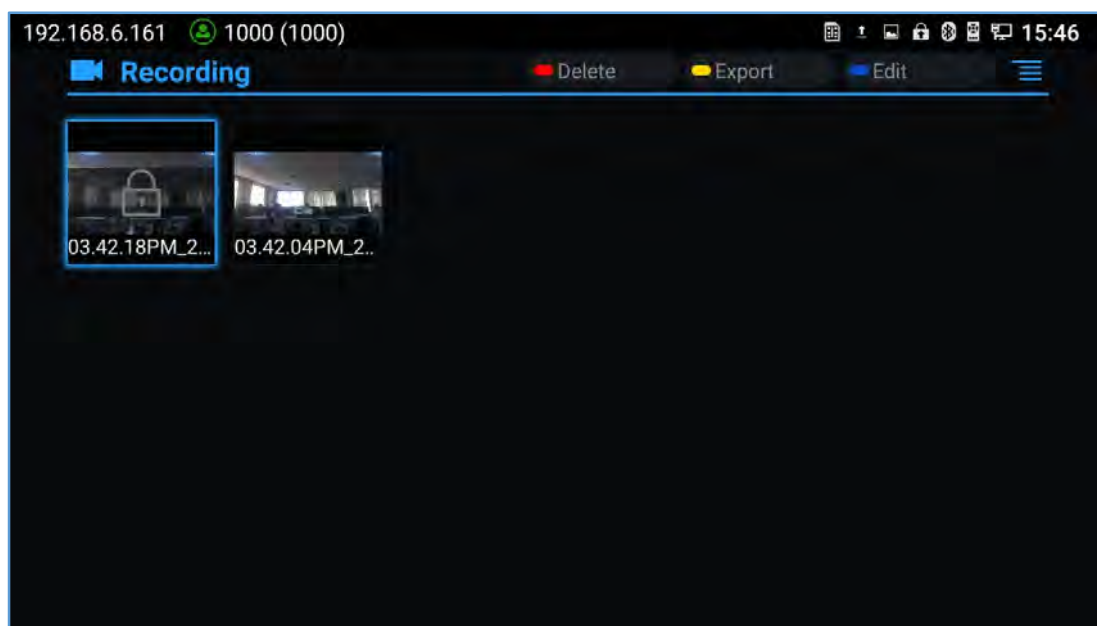 192.168.6.161 1000 (1000) 15:46
Recording Delete Export Edit
03.42.18PM_2... 03.42.04PM_2..